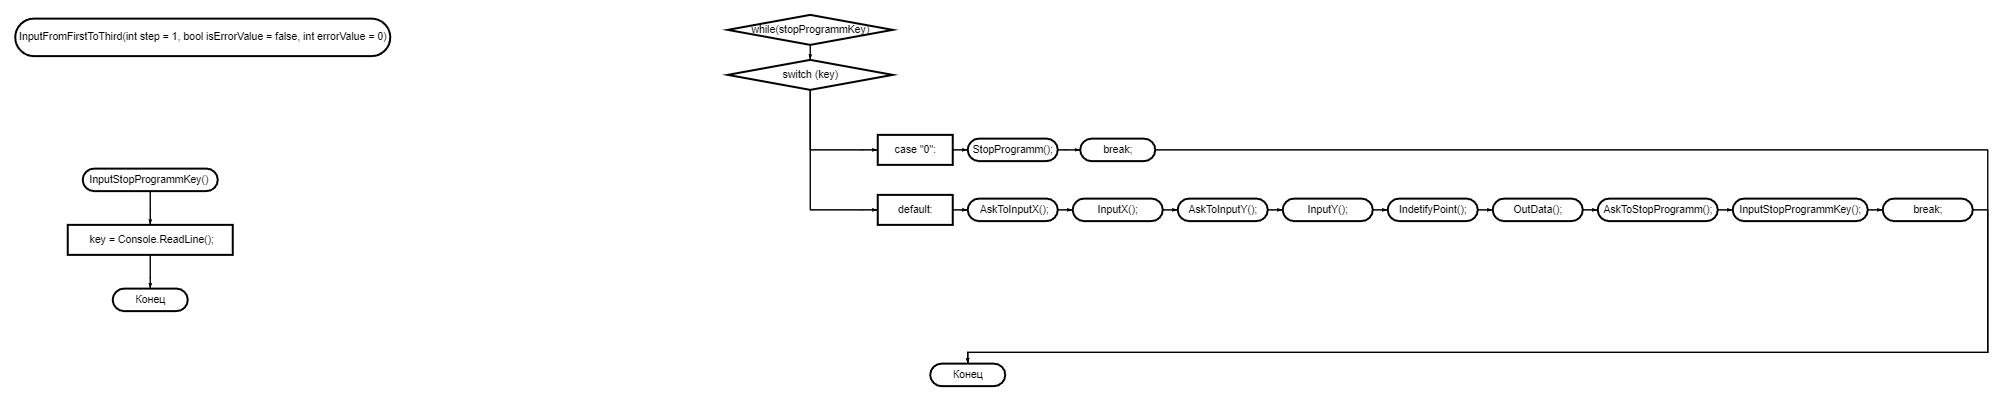 InputFromFirstToThird(int step = 1, bool isErrorValue = false, int errorValue = 0)
while(stopProgrammKey)
switch (key)
case "0":
StopProgramm();
break;
InputStopProgrammKey()
default:
AskToInputX();
InputX();
AskToInputY();
InputY();
IndetifyPoint();
OutData();
AskToStopProgramm();
InputStopProgrammKey();
break;
key = Console.ReadLine();
Конец
Конец